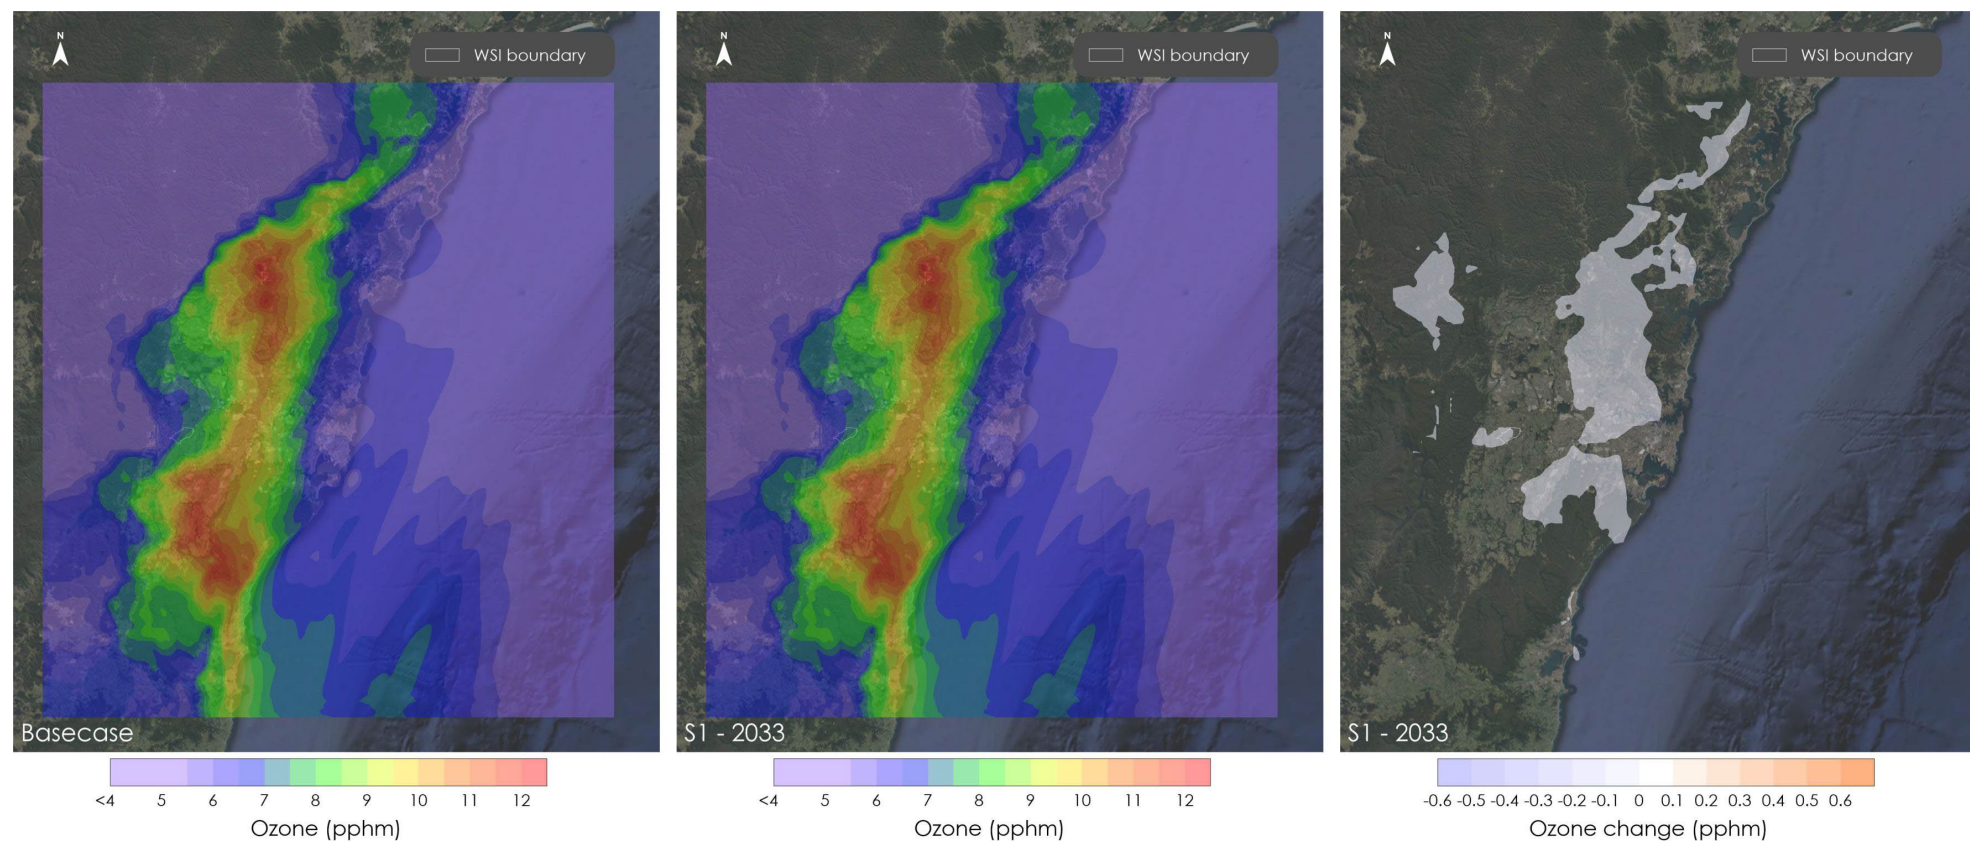 N
WSI boundary
Basecase
<4 5 6 7 8 9 10 11 12
Ozone (pphm)
N
WSI boundary
S1 - 2033
<4 5 6 7 8 9 10 11 12
Ozone (pphm)
N
WSI boundary
S1 - 2033
-0.6 -0.5 -0.4 -0.3 -0.2 -0.1 0 0.1 0.2 0.3 0.4 0.5 0.6
Ozone change (pphm)